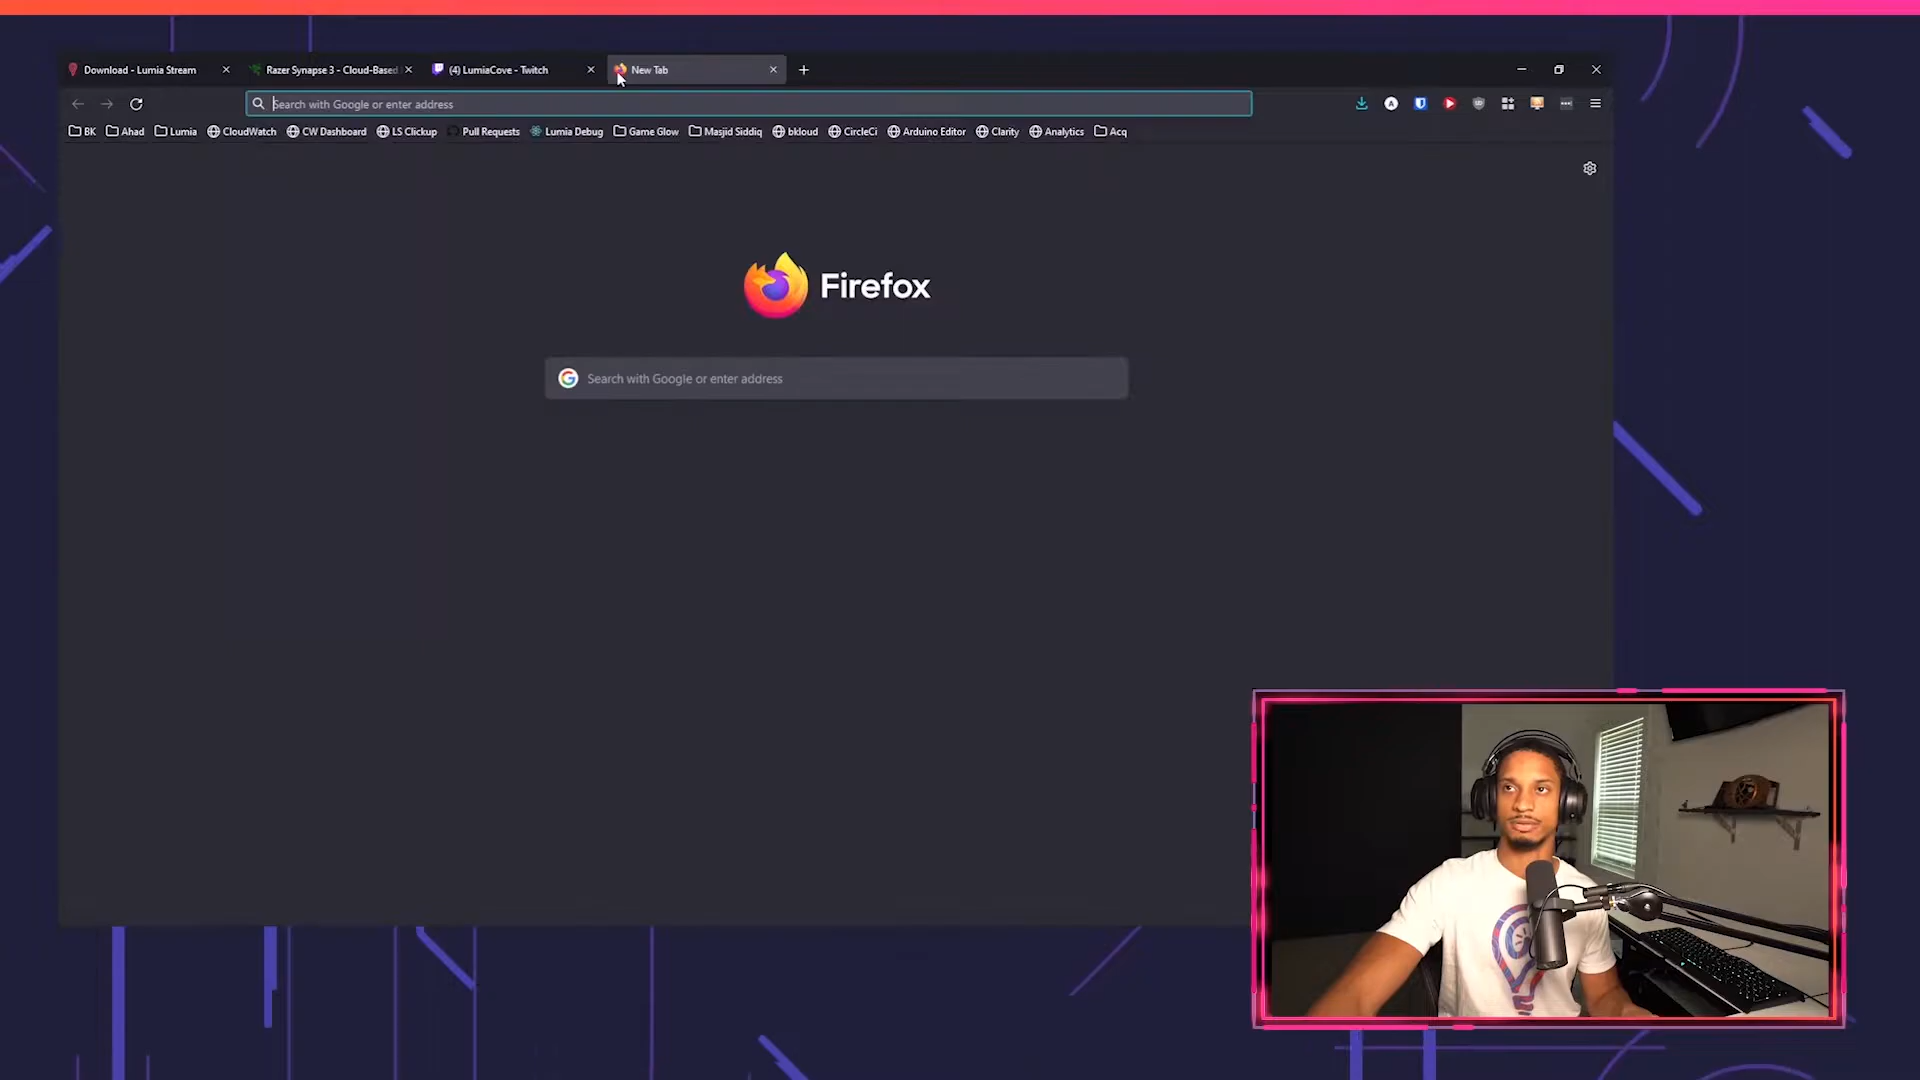 Download - Lumia Stream
Razer Synapse 3 - Cloud-Based
(4) LumiaCove - Twitch
New Tab
Search with Google or enter address
BK Ahad Lumia CloudWatch CW Dashboard LS Clickup Pull Requests Lumia Debug Game Glow Masjid Siddiq bkloud CircleCi Arduino Editor Clarity Analytics Acq
Firefox
Search with Google or enter address